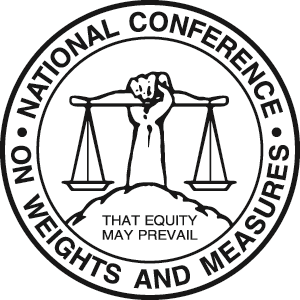 • NATIONAL CONFERENCE •
ON WEIGHTS AND MEASURES
THAT EQUITY
MAY PREVAIL